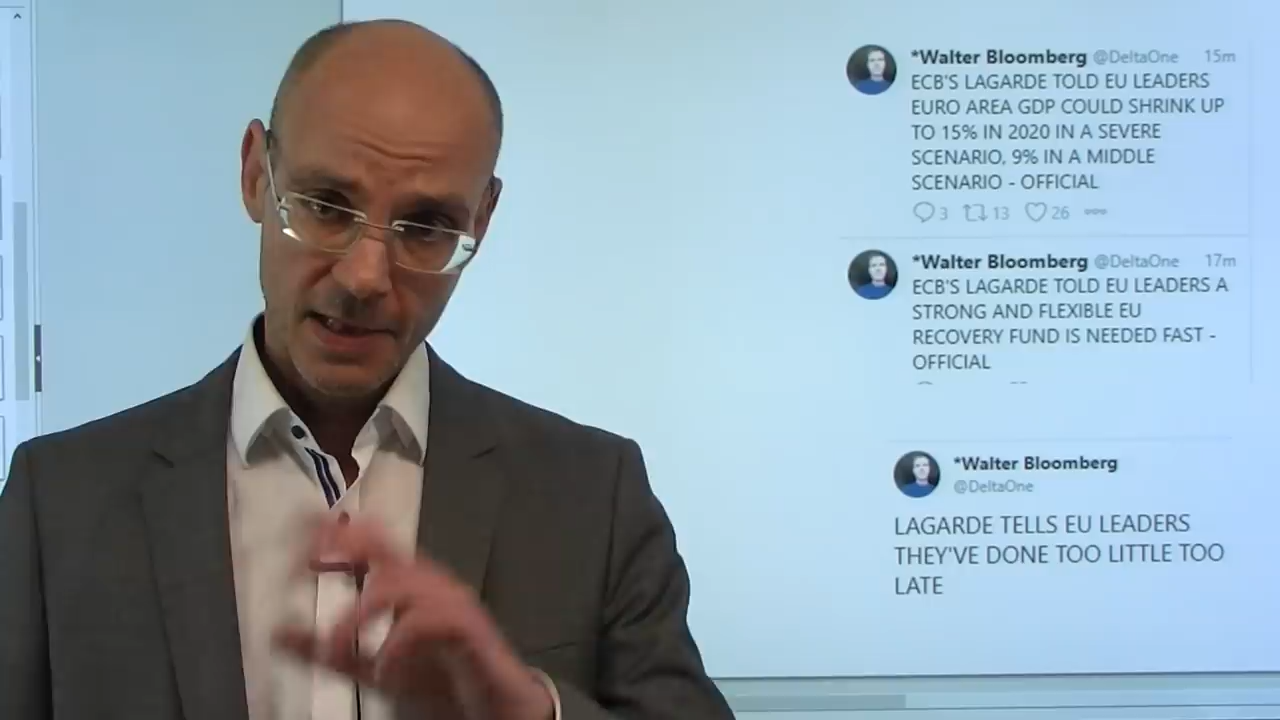 *Walter Bloomberg @DeltaOne 15m
ECB'S LAGARDE TOLD EU LEADERS
EURO AREA GDP COULD SHRINK UP
TO 15% IN 2020 IN A SEVERE
SCENARIO, 9% IN A MIDDLE
SCENARIO - OFFICIAL
3 13 26
*Walter Bloomberg @DeltaOne 17m
ECB'S LAGARDE TOLD EU LEADERS A
STRONG AND FLEXIBLE EU
RECOVERY FUND IS NEEDED FAST -
OFFICIAL
*Walter Bloomberg
@DeltaOne
LAGARDE TELLS EU LEADERS
THEY'VE DONE TOO LITTLE TOO
LATE